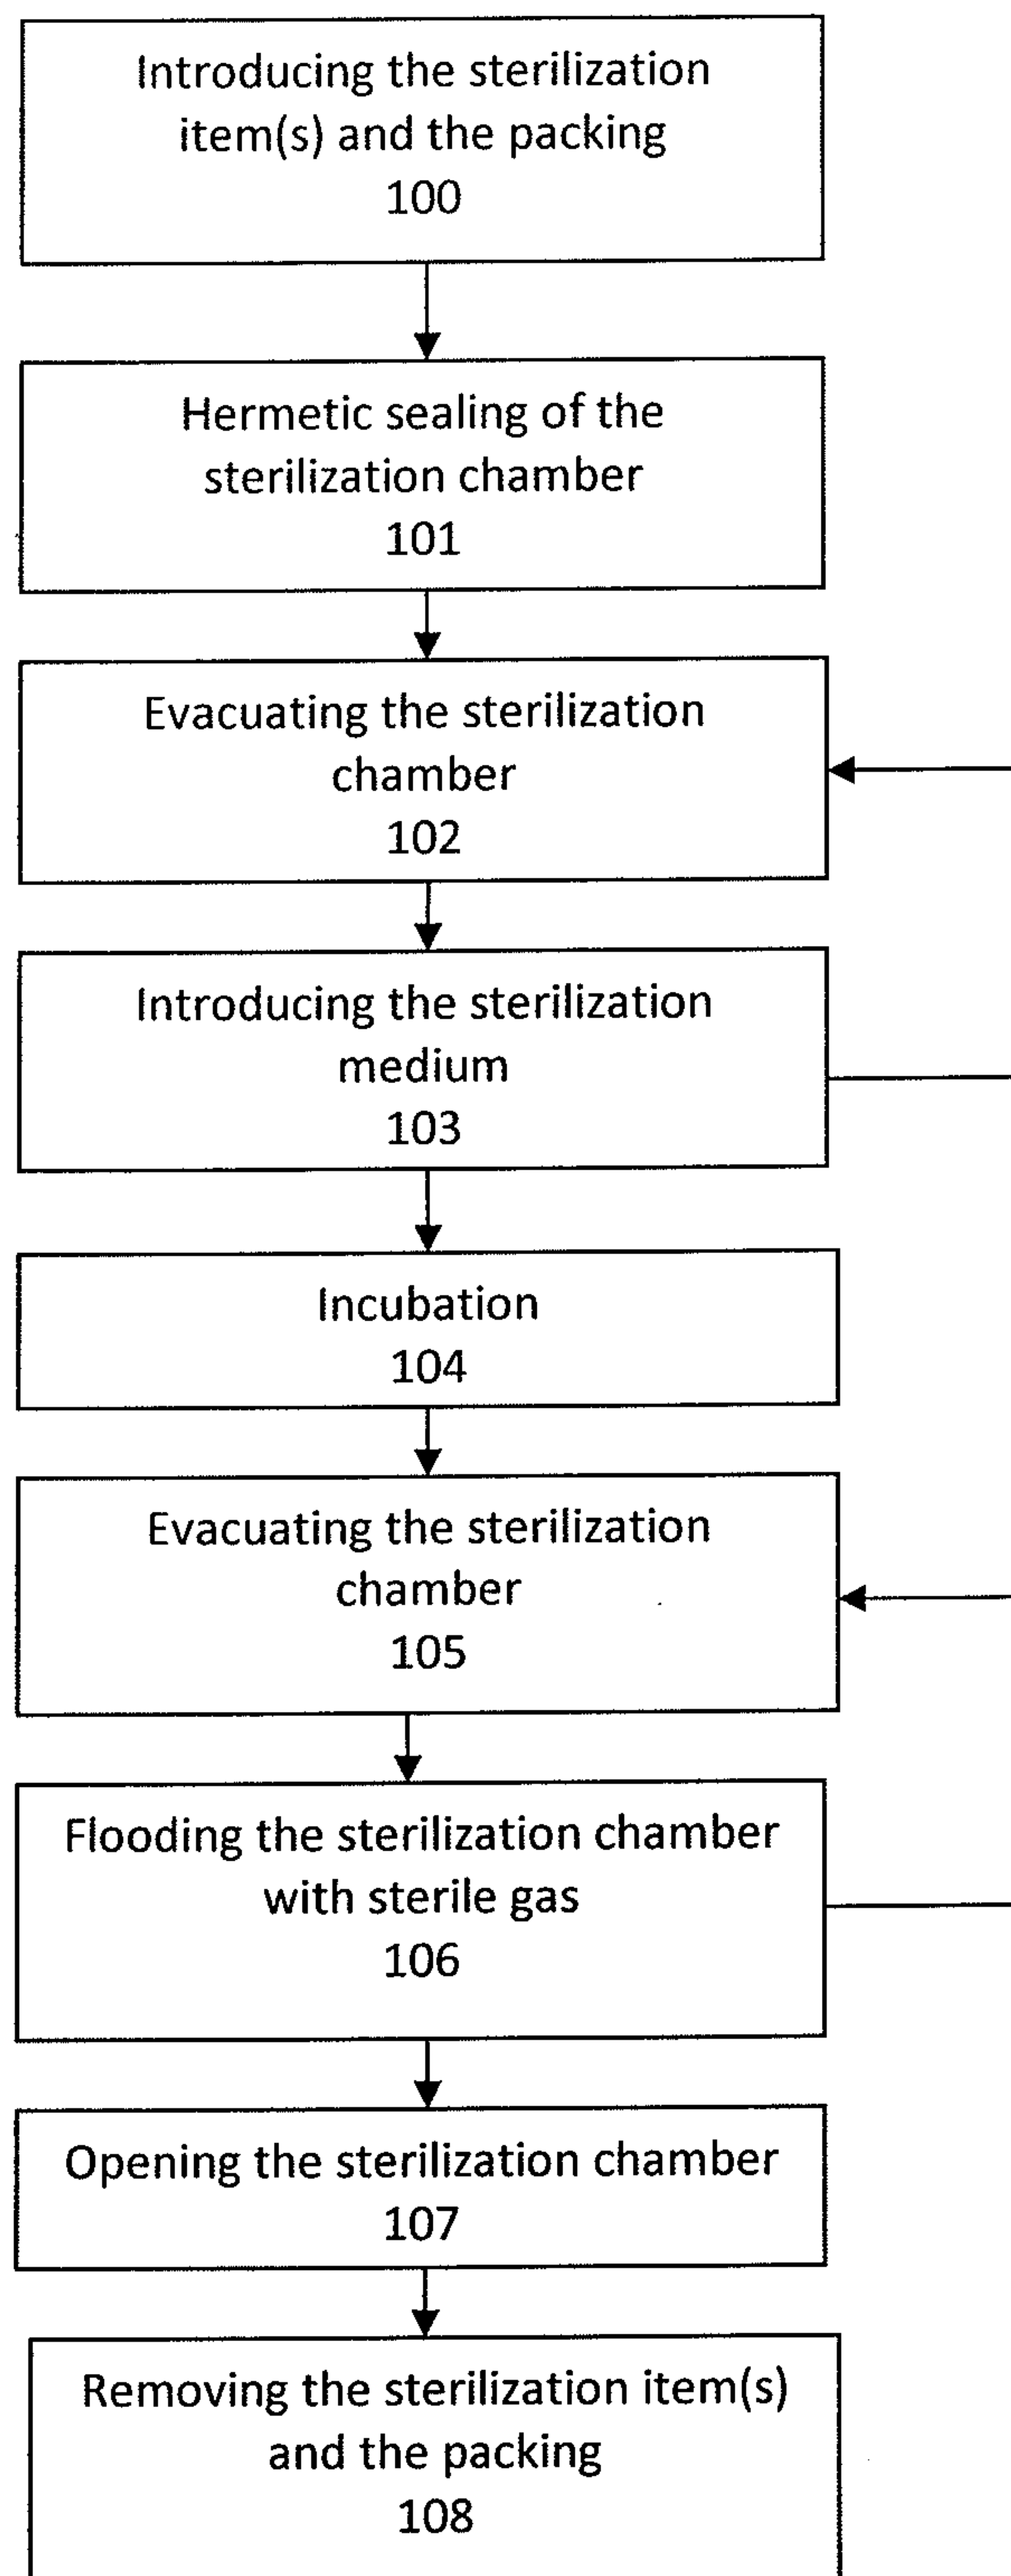 Introducing the sterilization
item(s) and the packing
100
Hermetic sealing of the
sterilization chamber
101
Evacuating the sterilization
chamber
102
Introducing the sterilization
medium
103
Incubation
104
Evacuating the sterilization
chamber
105
Flooding the sterilization chamber
with sterile gas
106
Opening the sterilization chamber
107
Removing the sterilization item(s)
and the packing
108